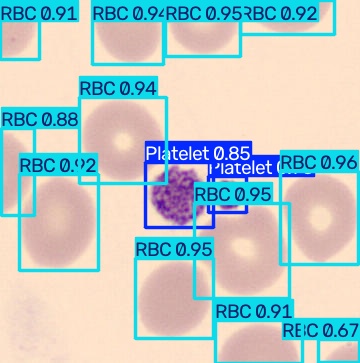 RBC 0.91
RBC 0.94
RBC 0.95
RBC 0.92
RBC 0.94
RBC 0.88
RBC 0.92
Platelet 0.85
Platelet
RBC 0.96
RBC 0.95
RBC 0.95
RBC 0.91
RBC 0.67